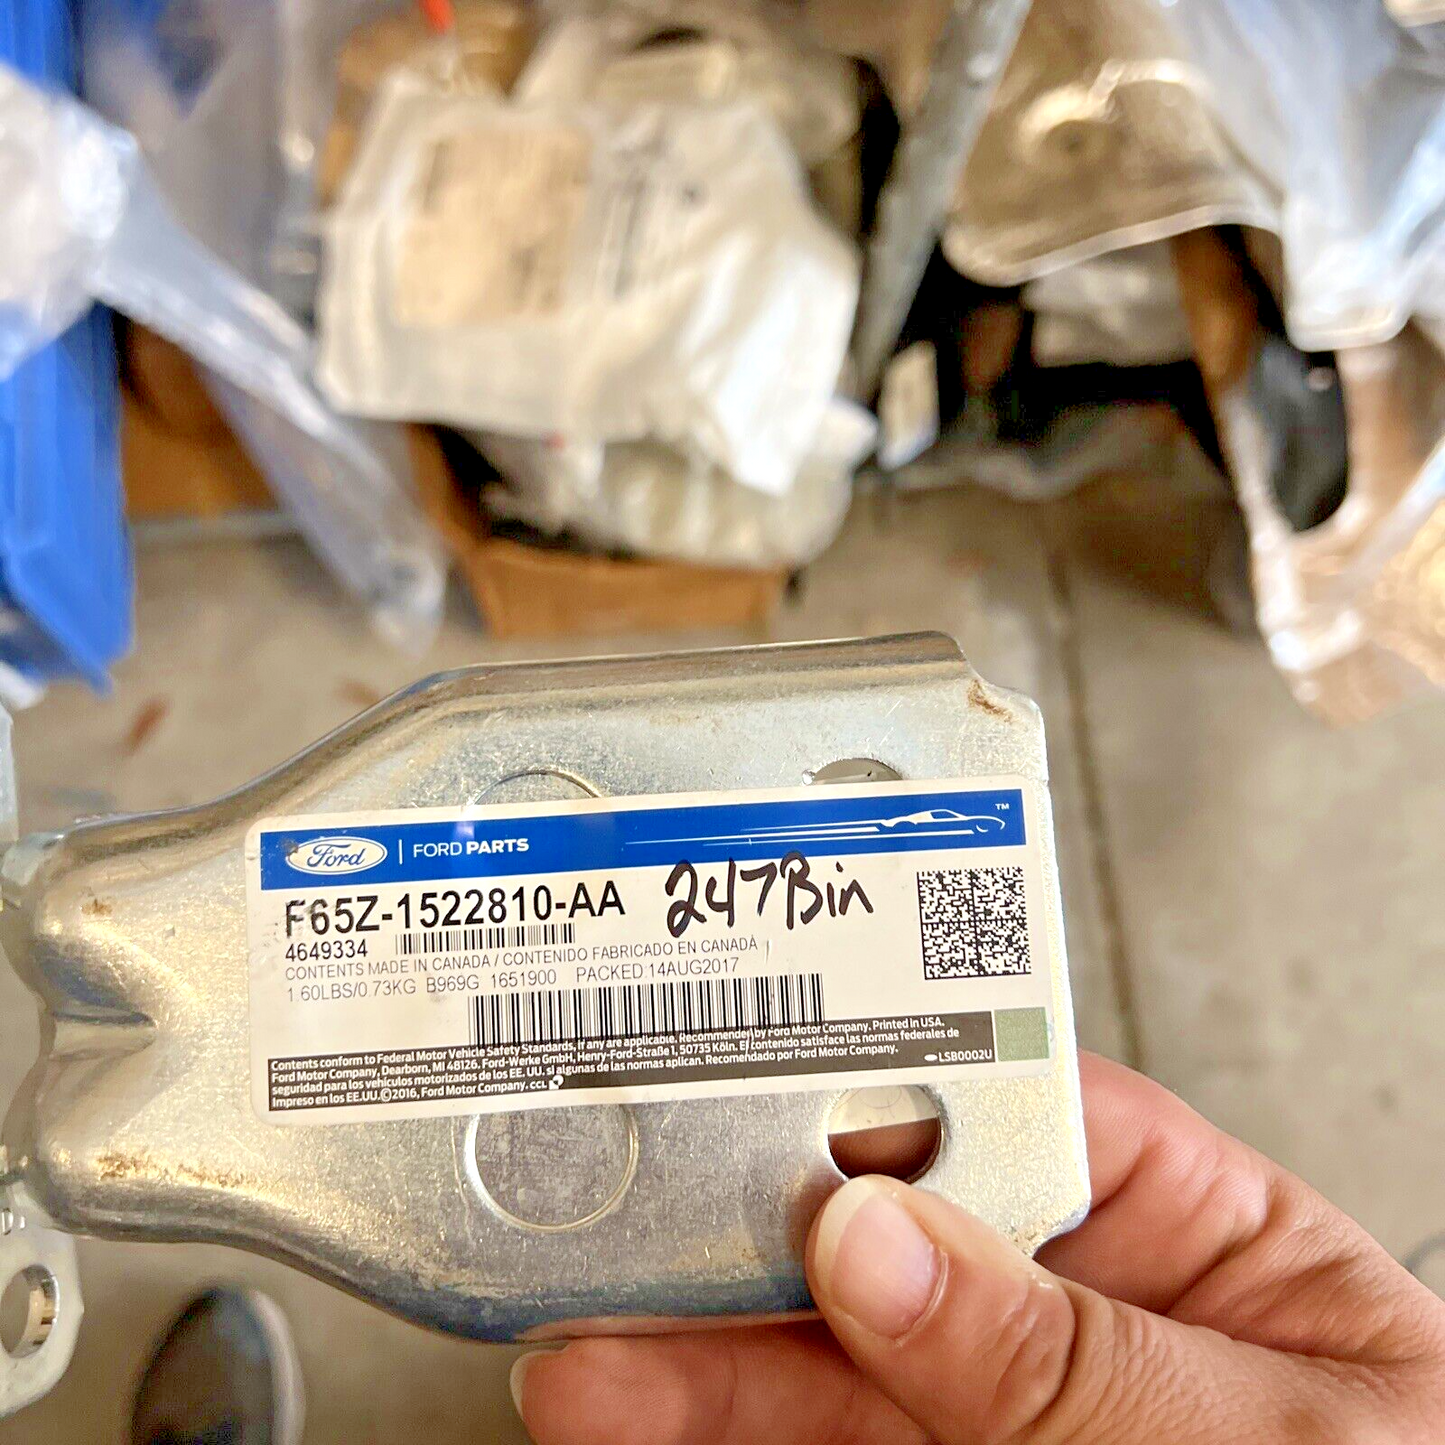 Ford | FORD PARTS ™
F65Z-1522810-AA 247 Bin
4649334
CONTENTS MADE IN CANADA / CONTENIDO FABRICADO EN CANADÁ
1.60LBS/0.73KG B969G 1651900 PACKED:14AUG2017
Contents conform to Federal Motor Vehicle Safety Standards, if any are applicable. Recommended by Ford Motor Company. Printed in USA.
Ford Motor Company, Dearborn, MI 48126. Ford-Werke GmbH, Henry-Ford-Straße 1, 50735 Köln. El contenido satisface las normas federales de
seguridad para los vehículos motorizados de los EE. UU. si algunas de las normas aplican. Recomendado por Ford Motor Company.
Impreso en los EE.UU.©2016, Ford Motor Company. CCL
LSB0002U